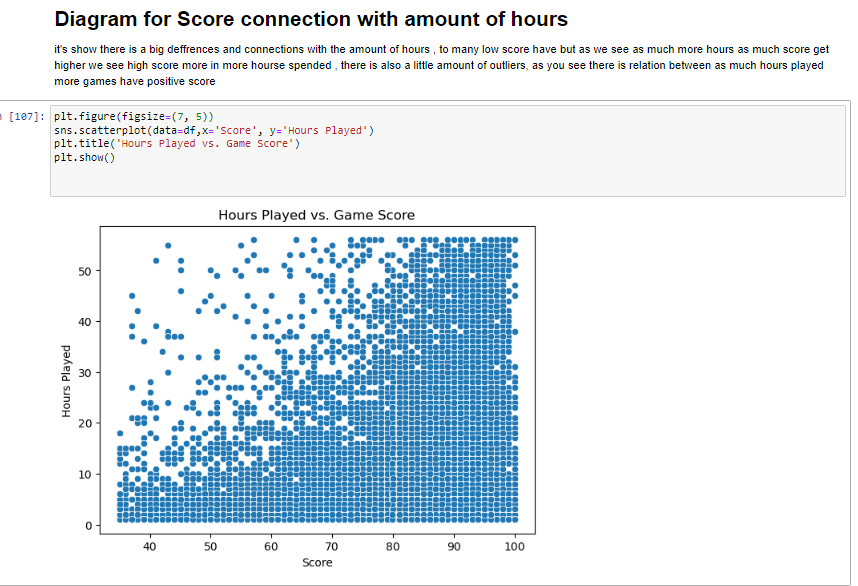 Diagram for Score connection with amount of hours
it's show there is a big deffrences and connections with the amount of hours , to many low score have but as we see as much more hours as much score get
higher we see high score more in more hourse spended , there is also a little amount of outliers, as you see there is relation between as much hours played
more games have positive score
n [107]: plt.figure(figsize=(7, 5))
sns.scatterplot(data=df,x='Score', y='Hours Played')
plt.title('Hours Played vs. Game Score')
plt.show()
Hours Played vs. Game Score
50
40
30
20
10
0
Hours Played
40 50 60 70 80 90 100
Score